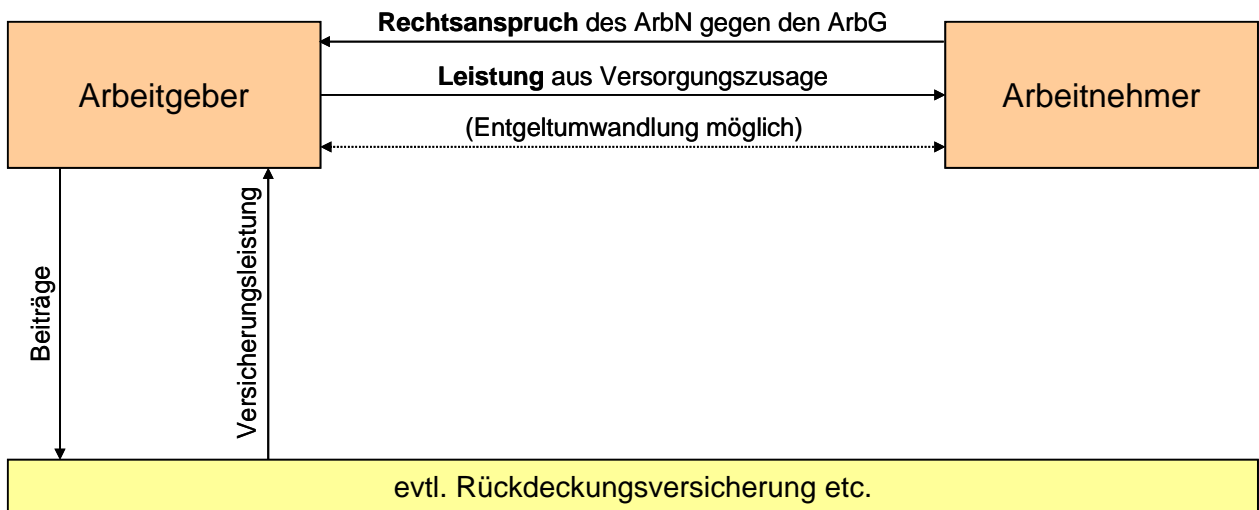 Rechtsanspruch des ArbN gegen den ArbG
Arbeitgeber
Leistung aus Versorgungszusage
Arbeitnehmer
(Entgeltumwandlung möglich)
Beiträge
Versicherungsleistung
evtl. Rückdeckungsversicherung etc.